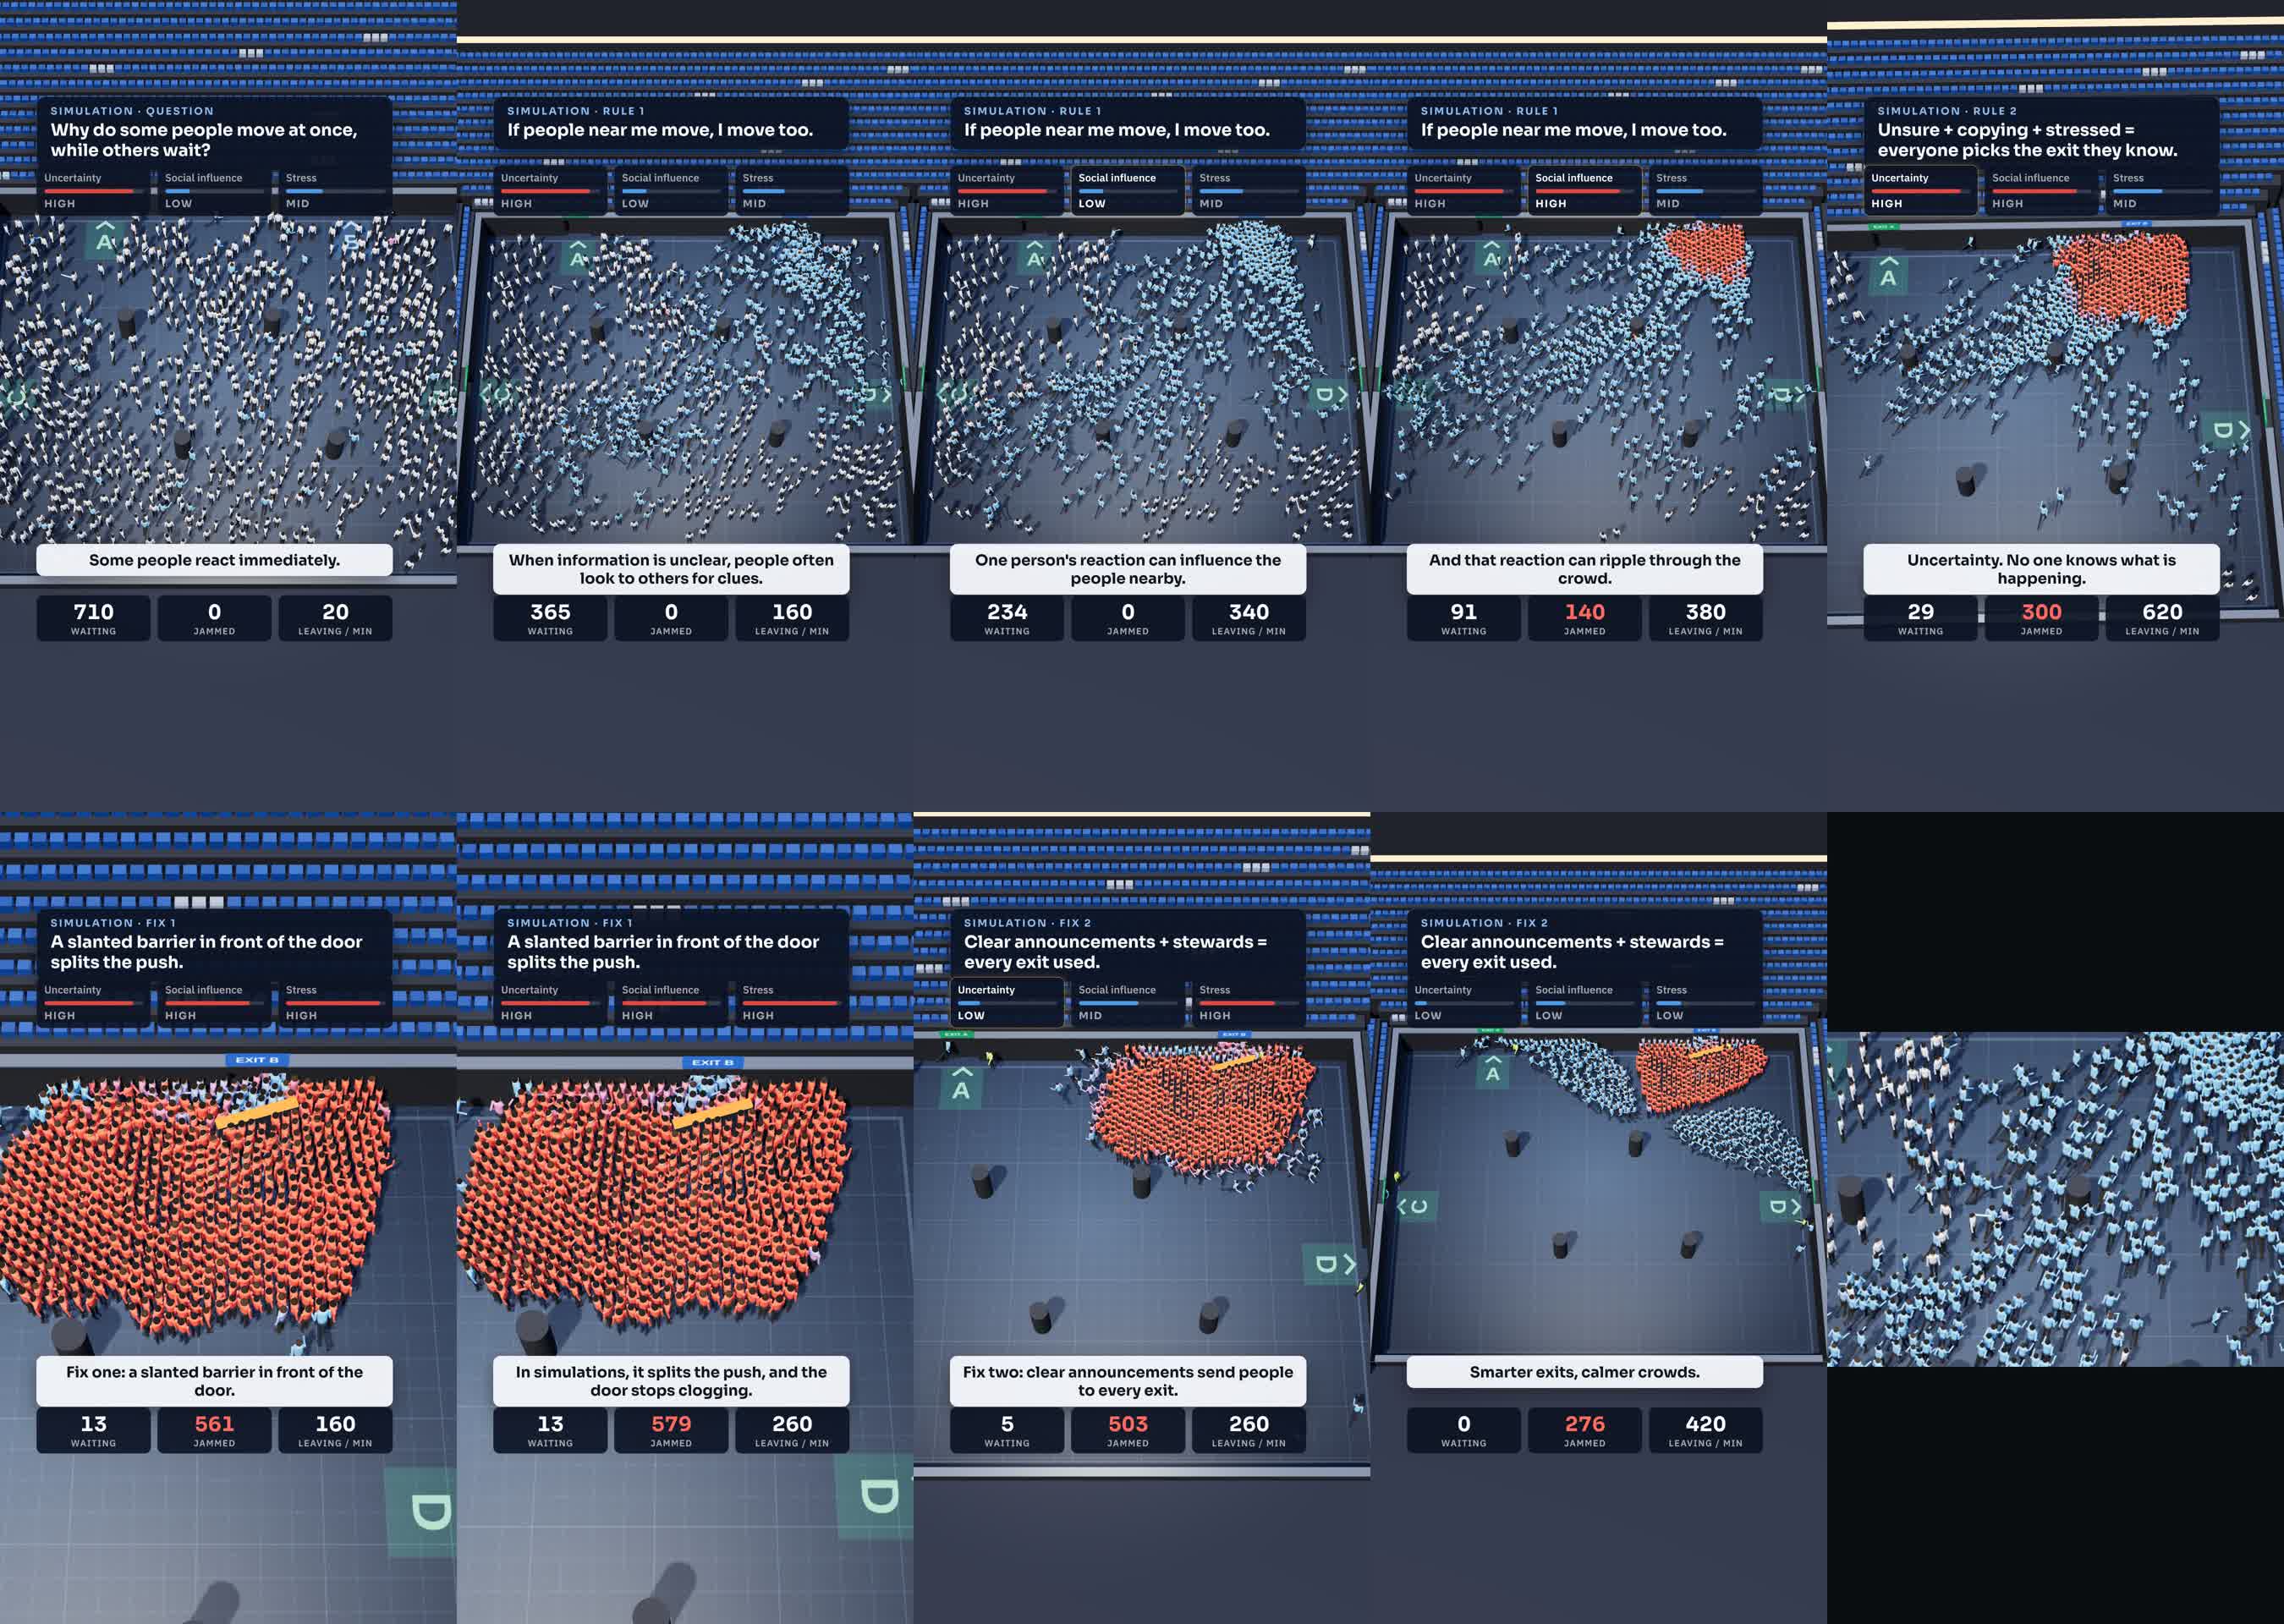 SIMULATION · QUESTION
Why do some people move at once,
while others wait?
Uncertainty
HIGH
Social influence
LOW
Stress
MID
A
C
Some people react immediately.
710
WAITING
0
JAMMED
20
LEAVING / MIN
SIMULATION · RULE 1
If people near me move, I move too.
Uncertainty
HIGH
Social influence
LOW
Stress
MID
A
C
D
When information is unclear, people often
look to others for clues.
365
WAITING
0
JAMMED
160
LEAVING / MIN
SIMULATION · RULE 1
If people near me move, I move too.
Uncertainty
HIGH
Social influence
LOW
Stress
MID
A
C
D
One person's reaction can influence the
people nearby.
234
WAITING
0
JAMMED
340
LEAVING / MIN
SIMULATION · RULE 1
If people near me move, I move too.
Uncertainty
HIGH
Social influence
HIGH
Stress
MID
A
D
And that reaction can ripple through the
crowd.
91
WAITING
140
JAMMED
380
LEAVING / MIN
SIMULATION · RULE 2
Unsure + copying + stressed =
everyone picks the exit they know.
Uncertainty
HIGH
Social influence
HIGH
Stress
MID
EXIT A
EXIT B
A
D
Uncertainty. No one knows what is
happening.
29
WAITING
300
JAMMED
620
LEAVING / MIN
SIMULATION · FIX 1
A slanted barrier in front of the door
splits the push.
Uncertainty
HIGH
Social influence
HIGH
Stress
HIGH
EXIT B
Fix one: a slanted barrier in front of the
door.
13
WAITING
561
JAMMED
160
LEAVING / MIN
D
SIMULATION · FIX 1
A slanted barrier in front of the door
splits the push.
Uncertainty
HIGH
Social influence
HIGH
Stress
HIGH
EXIT B
In simulations, it splits the push, and the
door stops clogging.
13
WAITING
579
JAMMED
260
LEAVING / MIN
D
SIMULATION · FIX 2
Clear announcements + stewards =
every exit used.
Uncertainty
LOW
Social influence
MID
Stress
HIGH
EXIT A
EXIT B
A
D
Fix two: clear announcements send people
to every exit.
5
WAITING
503
JAMMED
260
LEAVING / MIN
SIMULATION · FIX 2
Clear announcements + stewards =
every exit used.
Uncertainty
LOW
Social influence
LOW
Stress
LOW
A
C
D
Smarter exits, calmer crowds.
0
WAITING
276
JAMMED
420
LEAVING / MIN